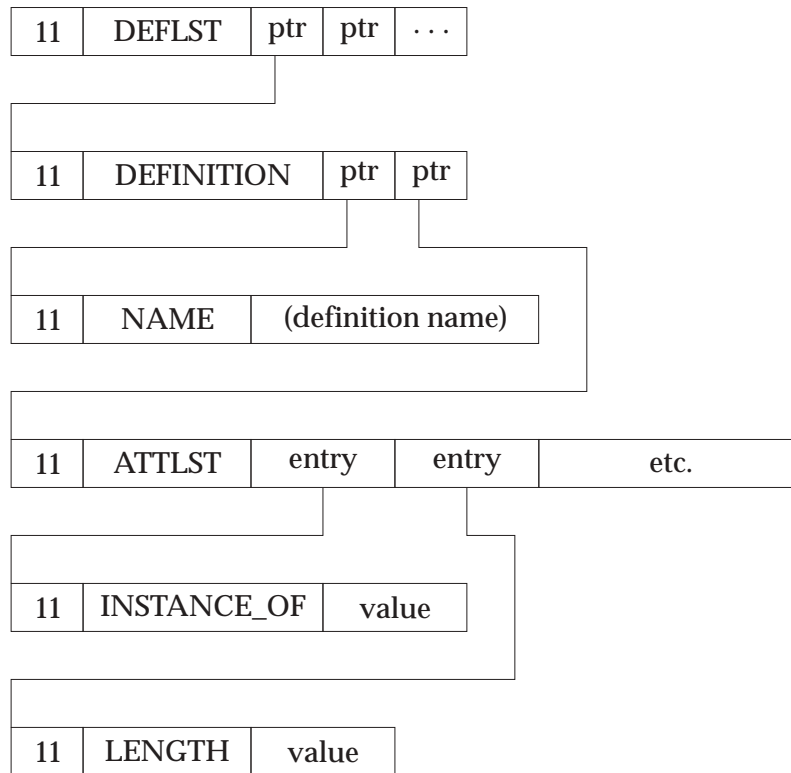 11 DEFLST ptr ptr · · ·
11 DEFINITION ptr ptr
11 NAME (definition name)
11 ATTLST entry entry etc.
11 INSTANCE_OF value
11 LENGTH value